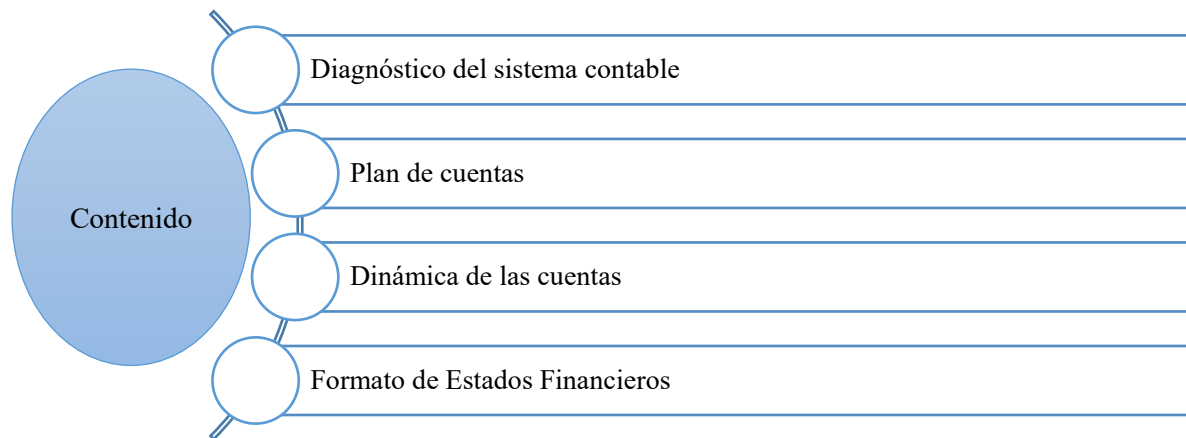 Diagnóstico del sistema contable
Plan de cuentas
Contenido
Dinámica de las cuentas
Formato de Estados Financieros